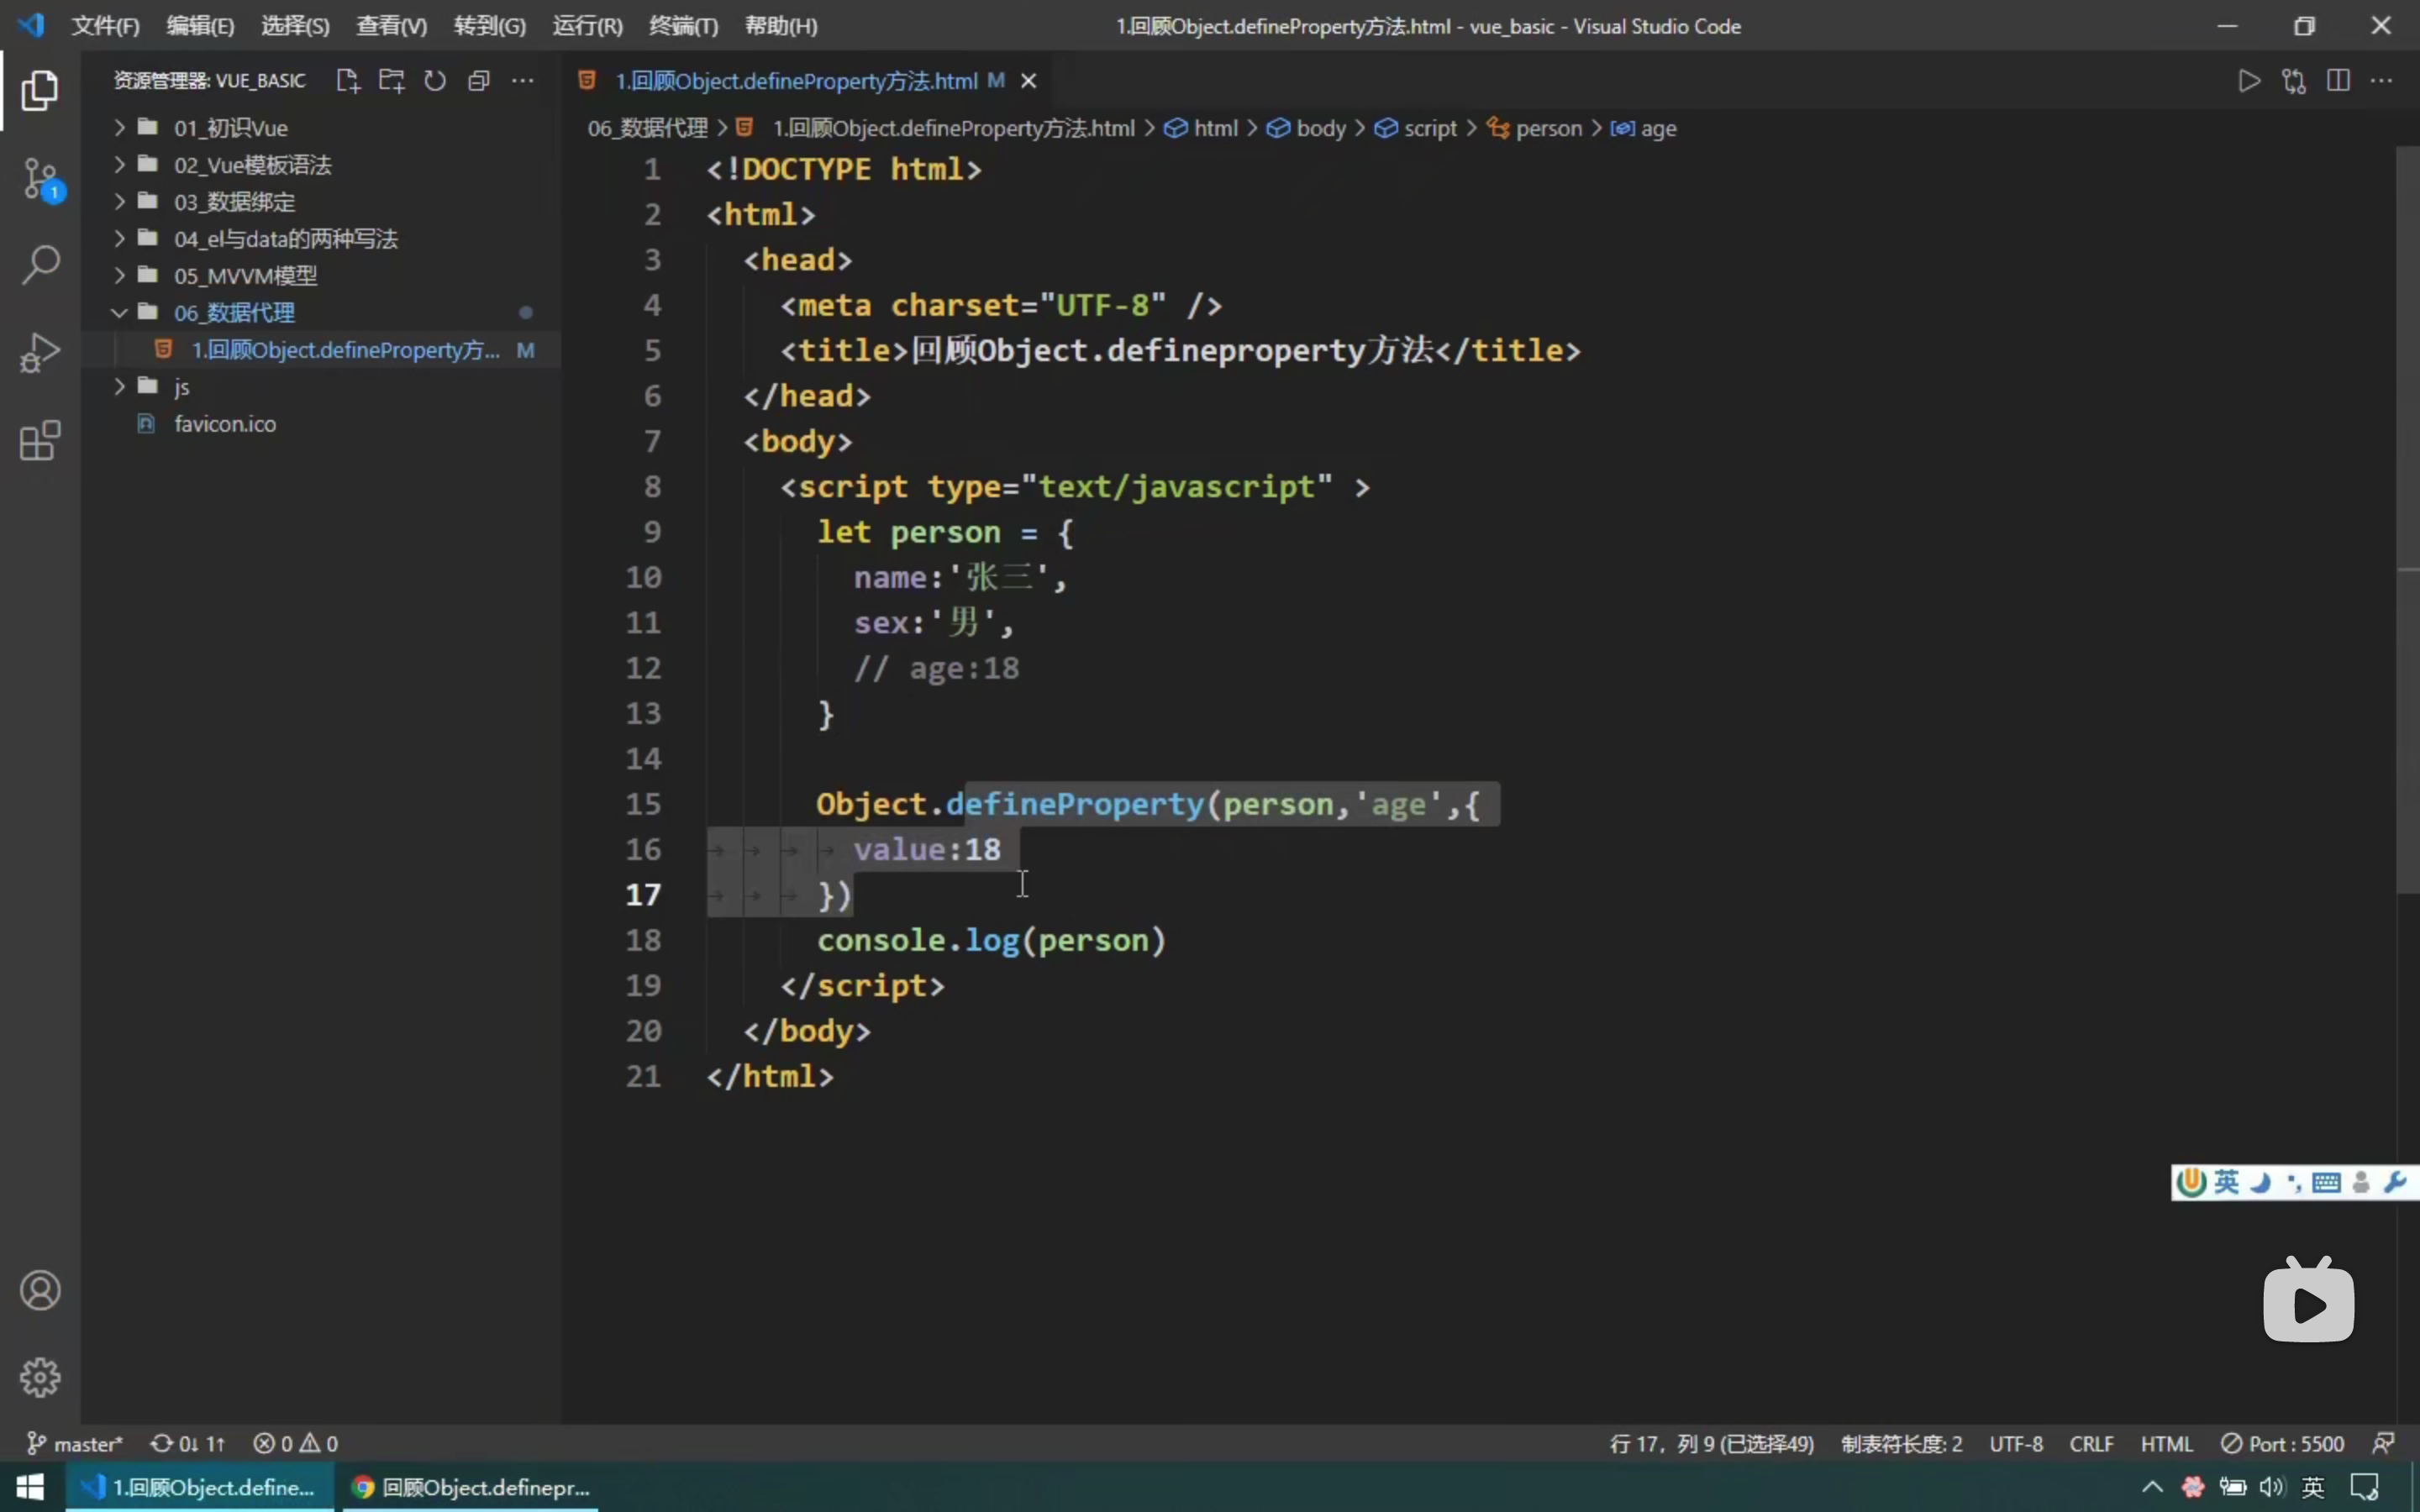 文件(F) 编辑(E) 选择(S) 查看(V) 转到(G) 运行(R) 终端(T) 帮助(H) 1.回顾Object.defineProperty方法.html - vue_basic - Visual Studio Code
资源管理器: VUE_BASIC
01_初识Vue
02_Vue模板语法
03_数据绑定
04_el与data的两种写法
05_MVVM模型
06_数据代理
1.回顾Object.defineProperty方... M
js
favicon.ico
1
1.回顾Object.defineProperty方法.html M
06_数据代理 > 1.回顾Object.defineProperty方法.html > html > body > script > person > age
1 <!DOCTYPE html>
2 <html>
3 <head>
4 <meta charset="UTF-8" />
5 <title>回顾Object.defineproperty方法</title>
6 </head>
7 <body>
8 <script type="text/javascript" >
9 let person = {
10 name:'张三',
11 sex:'男',
12 // age:18
13 }
14
15 Object.defineProperty(person,'age',{
16 value:18
17 })
18 console.log(person)
19 </script>
20 </body>
21 </html>
英
master* 0↓ 1↑ 0 0 行 17，列 9 (已选择49) 制表符长度: 2 UTF-8 CRLF HTML Port : 5500
1.回顾Object.define... 回顾Object.definepr... 英